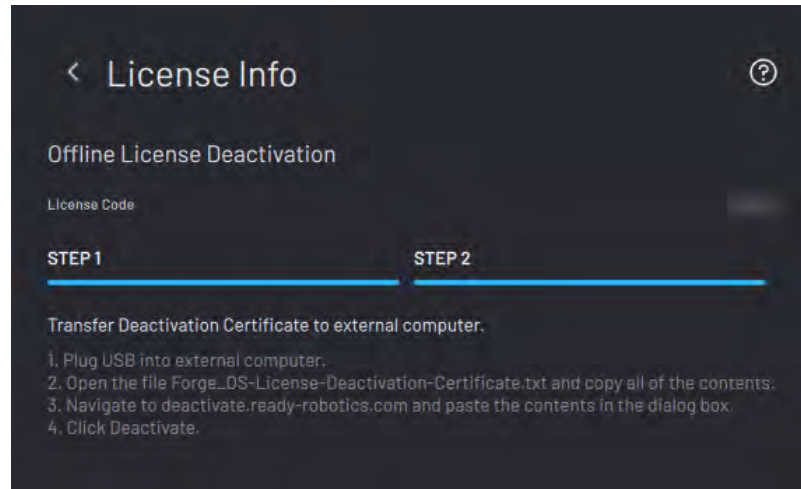 License Info
Offline License Deactivation
License Code
STEP 1 STEP 2
Transfer Deactivation Certificate to external computer.
1. Plug USB into external computer.
2. Open the file Forge_OS-License-Deactivation-Certificate.txt and copy all of the contents.
3. Navigate to deactivate.ready-robotics.com and paste the contents in the dialog box.
4. Click Deactivate.